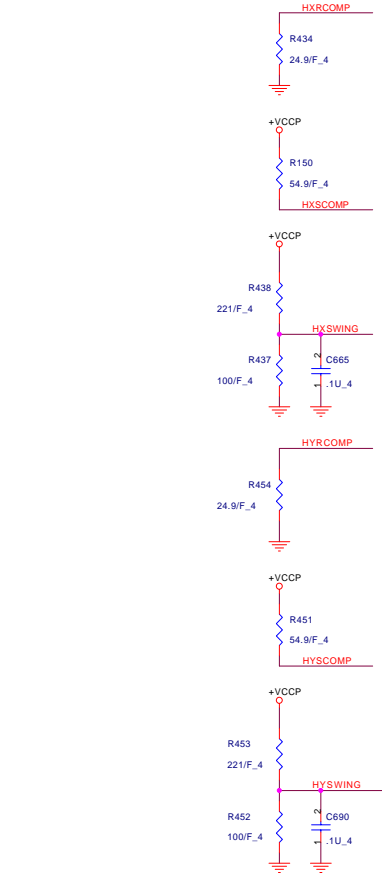 HXRCOMP
R434
24.9/F_4
+VCCP
R150
54.9/F_4
HXSCOMP
+VCCP
R438
221/F_4
HXSWING
R437
100/F_4
2
C665
1
.1U_4
HYRCOMP
R454
24.9/F_4
+VCCP
R451
54.9/F_4
HYSCOMP
+VCCP
R453
221/F_4
HYSWING
R452
100/F_4
2
C690
1
.1U_4